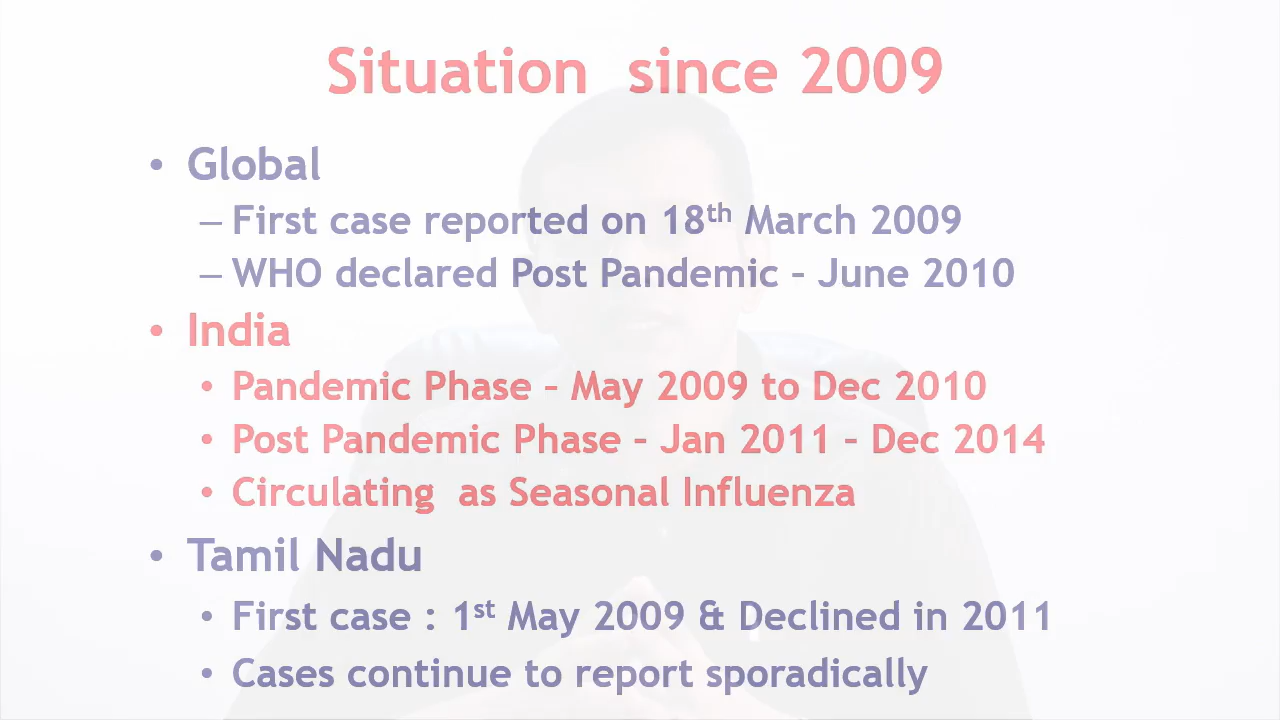 Situation since 2009
• Global
– First case reported on 18th March 2009
– WHO declared Post Pandemic – June 2010
• India
• Pandemic Phase – May 2009 to Dec 2010
• Post Pandemic Phase – Jan 2011 – Dec 2014
• Circulating as Seasonal Influenza
• Tamil Nadu
• First case : 1st May 2009 & Declined in 2011
• Cases continue to report sporadically